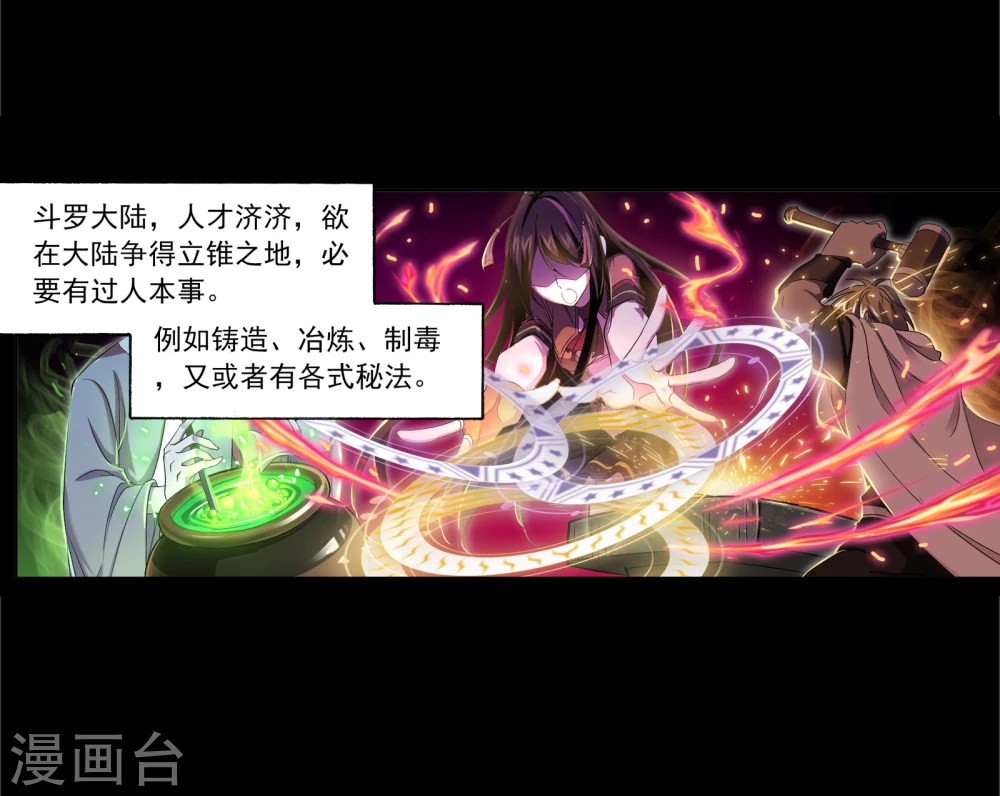 斗罗大陆，人才济济，欲
在大陆争得立锥之地，必
要有过人本事。
例如铸造、冶炼、制毒
，又或者有各式秘法。
漫画台